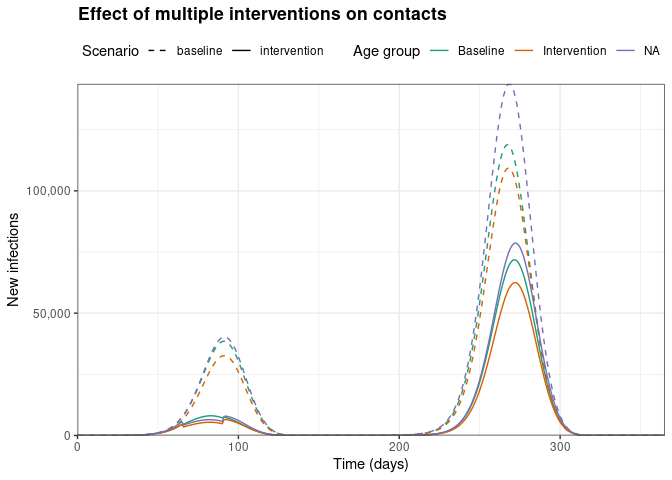 Effect of multiple interventions on contacts
Scenario baseline intervention Age group Baseline Intervention NA
100,000
50,000
0
New infections
0 100 200 300
Time (days)